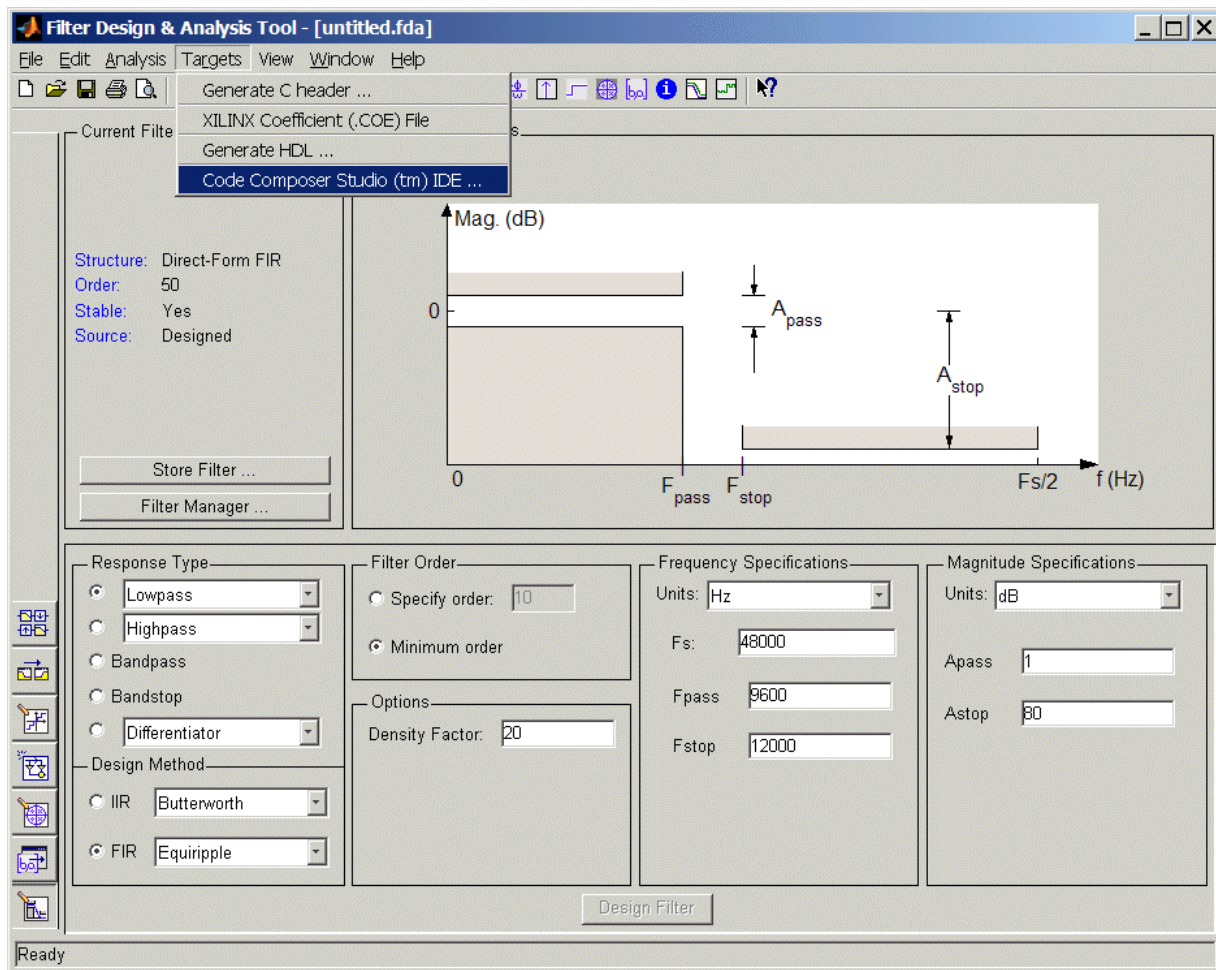 Filter Design & Analysis Tool - [untitled.fda]
File Edit Analysis Targets View Window Help
Generate C header ...
XILINX Coefficient (.COE) File
Generate HDL ...
Code Composer Studio (tm) IDE ...
Current Filte
s
Structure: Direct-Form FIR
Order: 50
Stable: Yes
Source: Designed
Store Filter ...
Filter Manager ...
Mag. (dB)
0
A pass
A stop
0
F pass
F stop
Fs/2
f (Hz)
Response Type
Lowpass
Highpass
Bandpass
Bandstop
Differentiator
Design Method
IIR Butterworth
FIR Equiripple
Filter Order
Specify order: 10
Minimum order
Options
Density Factor: 20
Frequency Specifications
Units: Hz
Fs: 48000
Fpass 9600
Fstop 12000
Magnitude Specifications
Units: dB
Apass 1
Astop 80
Design Filter
Ready